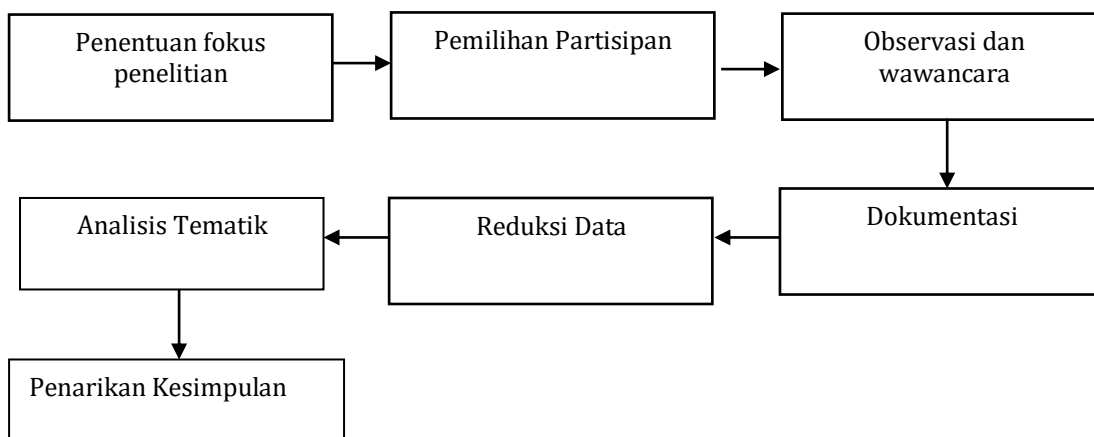 Penentuan fokus
penelitian
Pemilihan Partisipan
Observasi dan
wawancara
Dokumentasi
Reduksi Data
Analisis Tematik
Penarikan Kesimpulan